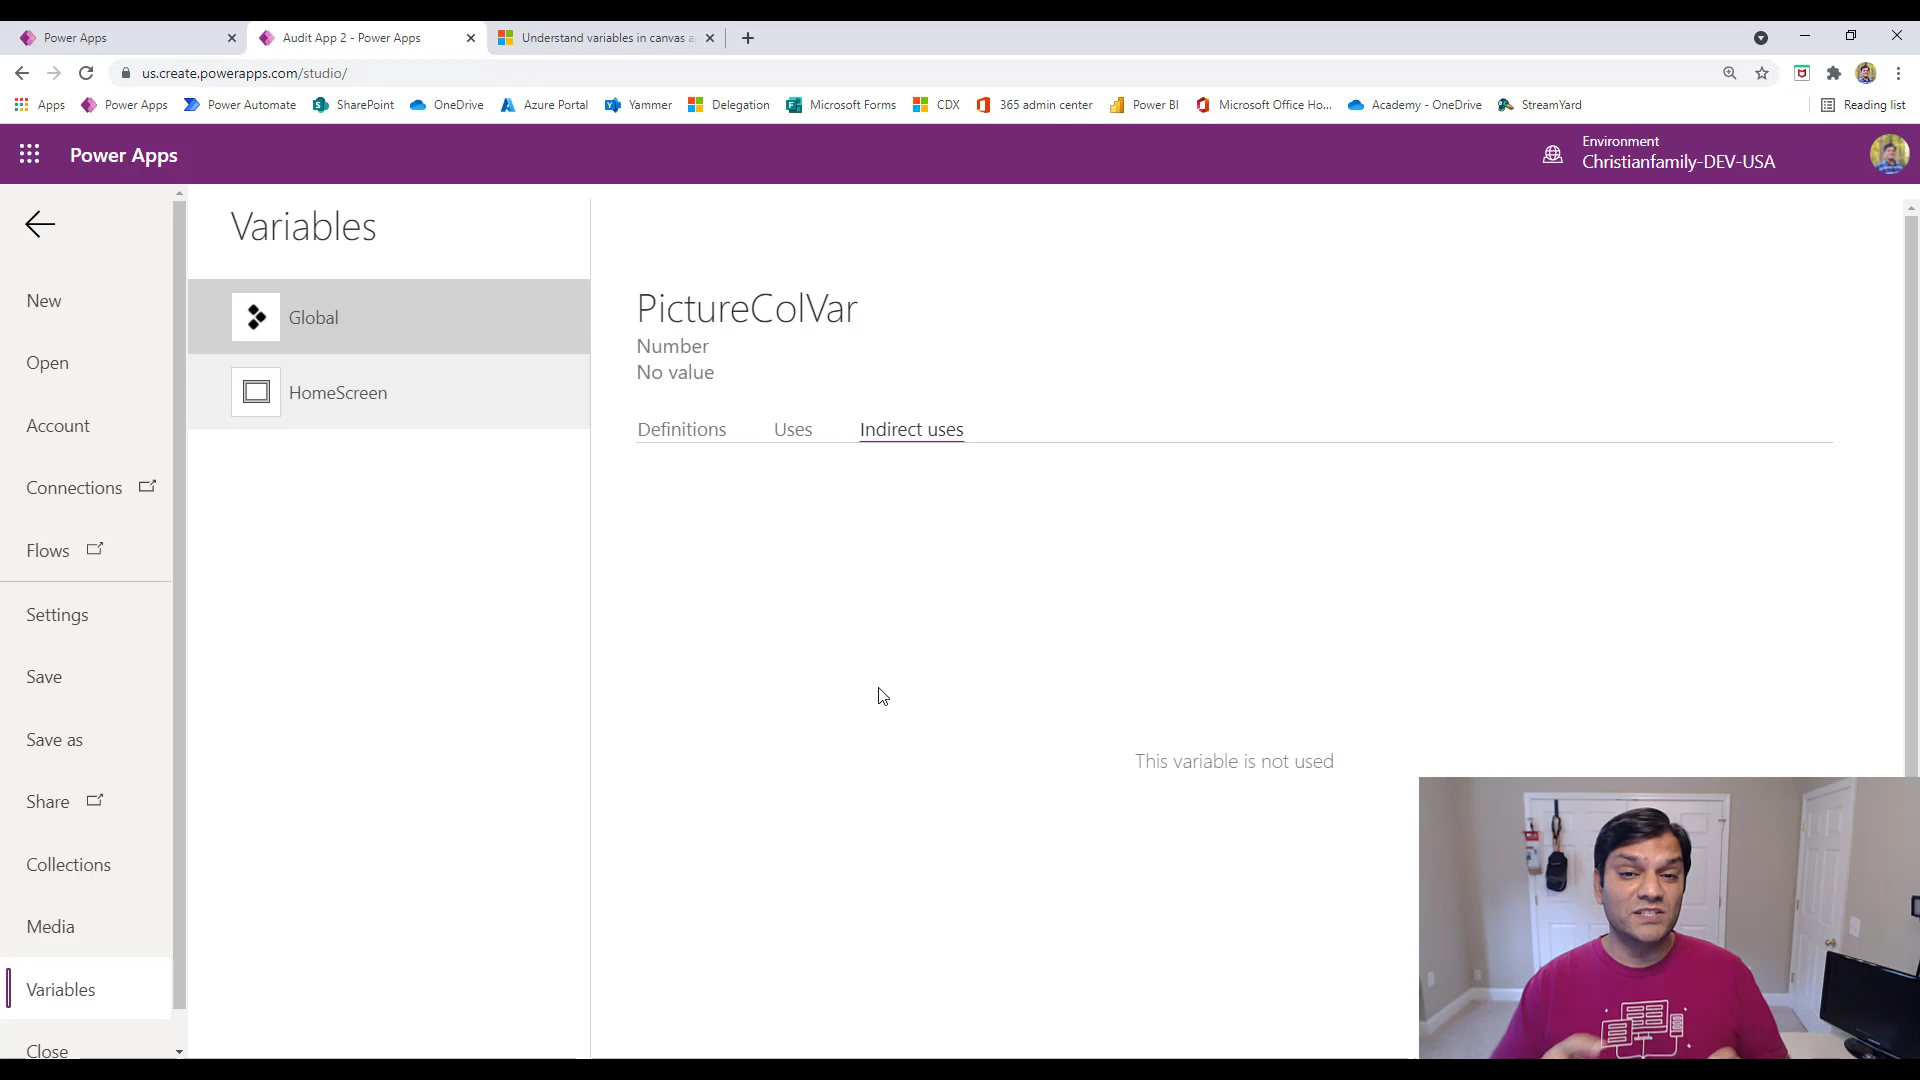 Power Apps
Audit App 2 - Power Apps
Understand variables in canvas a
us.create.powerapps.com/studio/
Apps
Power Apps
Power Automate
SharePoint
OneDrive
Azure Portal
Yammer
Delegation
Microsoft Forms
CDX
365 admin center
Power BI
Microsoft Office Ho...
Academy - OneDrive
StreamYard
Reading list
Power Apps
Environment
Christianfamily-DEV-USA
New
Open
Account
Connections
Flows
Settings
Save
Save as
Share
Collections
Media
Variables
Close
Variables
Global
HomeScreen
PictureColVar
Number
No value
Definitions
Uses
Indirect uses
This variable is not used